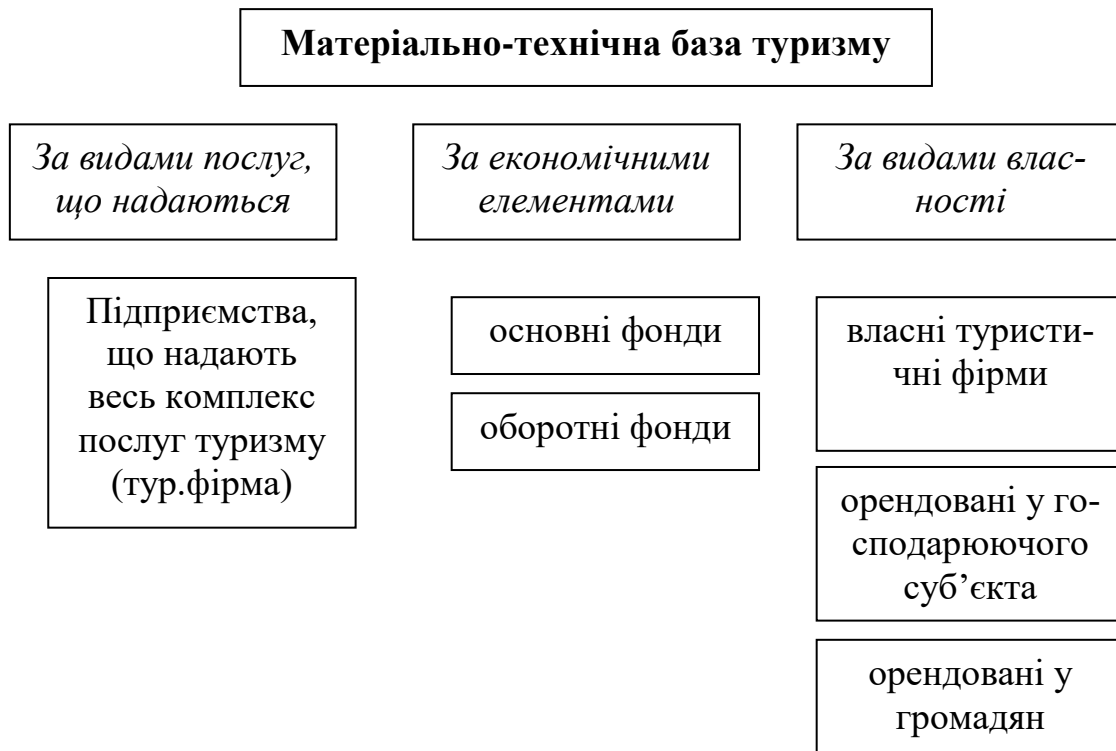 Матеріально-технічна база туризму
За видами послуг,
що надаються
За економічними
елементами
За видами влас-
ності
Підприємства,
що надають
весь комплекс
послуг туризму
(тур.фірма)
основні фонди
оборотні фонди
власні туристи-
чні фірми
орендовані у го-
сподарюючого
суб’єкта
орендовані у
громадян